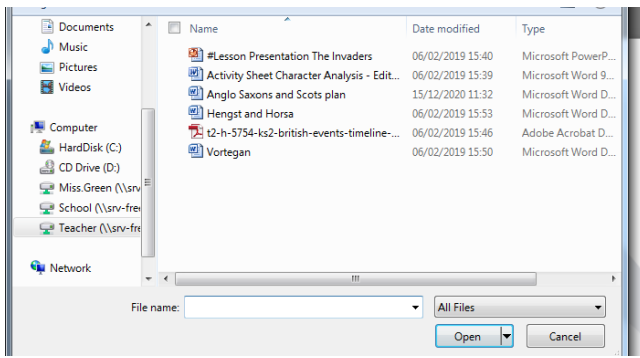 Documents
Music
Pictures
Videos
Computer
HardDisk (C:)
CD Drive (D:)
Miss.Green (\\srv
School (\\srv-fre
Teacher (\\srv-fre
Network
Name Date modified Type
#Lesson Presentation The Invaders 06/02/2019 15:40 Microsoft PowerP...
Activity Sheet Character Analysis - Edit... 06/02/2019 15:39 Microsoft Word 9...
Anglo Saxons and Scots plan 15/12/2020 11:32 Microsoft Word D...
Hengst and Horsa 06/02/2019 15:53 Microsoft Word D...
t2-h-5754-ks2-british-events-timeline-... 06/02/2019 15:46 Adobe Acrobat D...
Vortegan 06/02/2019 15:50 Microsoft Word D...
File name: All Files
Open Cancel